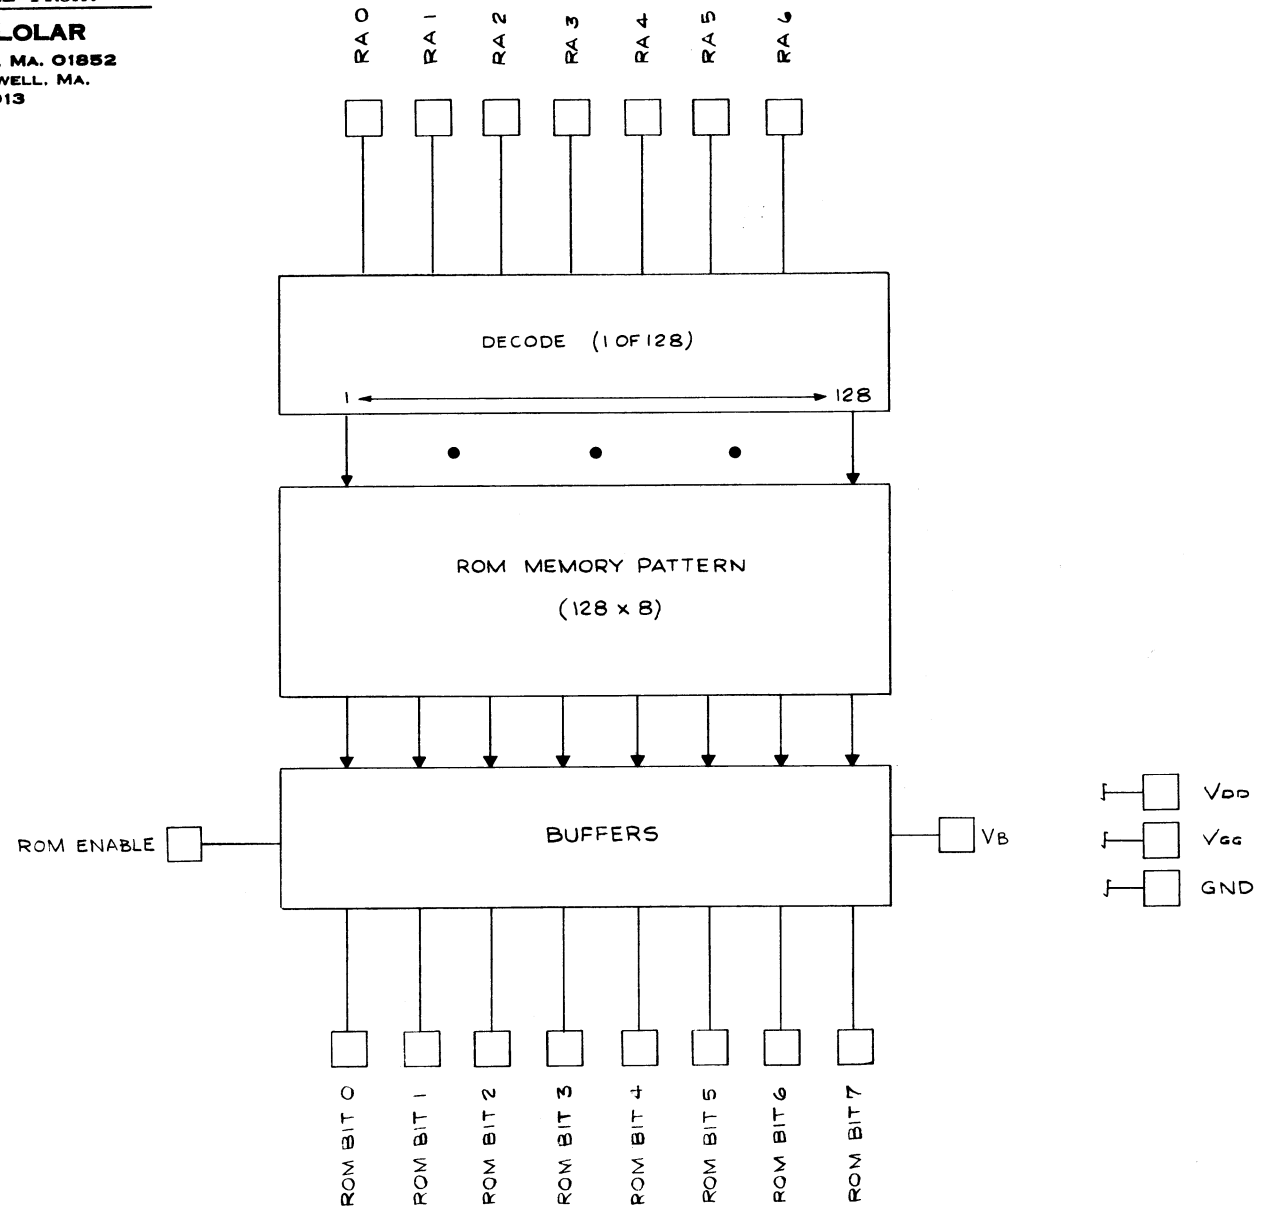 LOLAR
MA. 01852
WELL, MA.
RA 0
RA 1
RA 2
RA 3
RA 4
RA 5
RA 6
DECODE (1 OF 128)
1 128
ROM MEMORY PATTERN
(128 x 8)
BUFFERS
ROM ENABLE
VB
VDD
VGG
GND
ROM BIT 0
ROM BIT 1
ROM BIT 2
ROM BIT 3
ROM BIT 4
ROM BIT 5
ROM BIT 6
ROM BIT 7